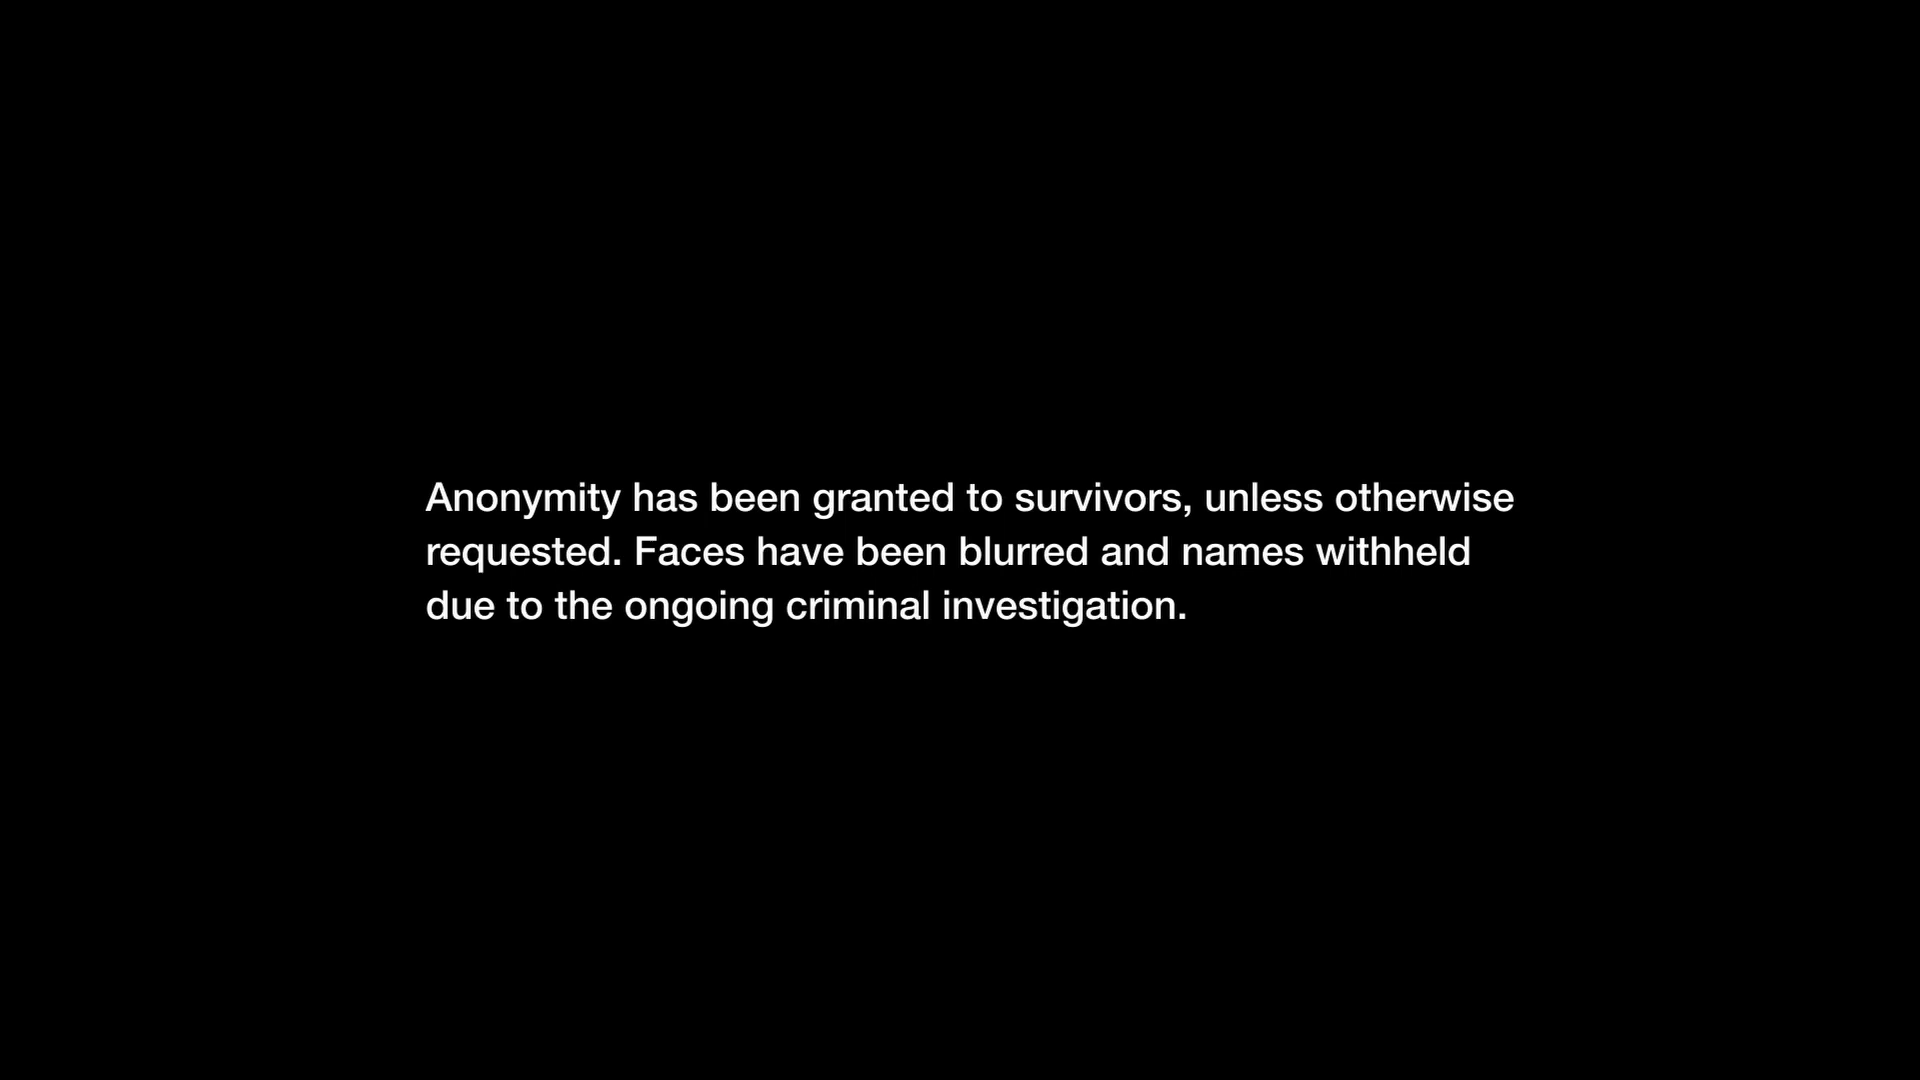 Anonymity has been granted to survivors, unless otherwise
requested. Faces have been blurred and names withheld
due to the ongoing criminal investigation.